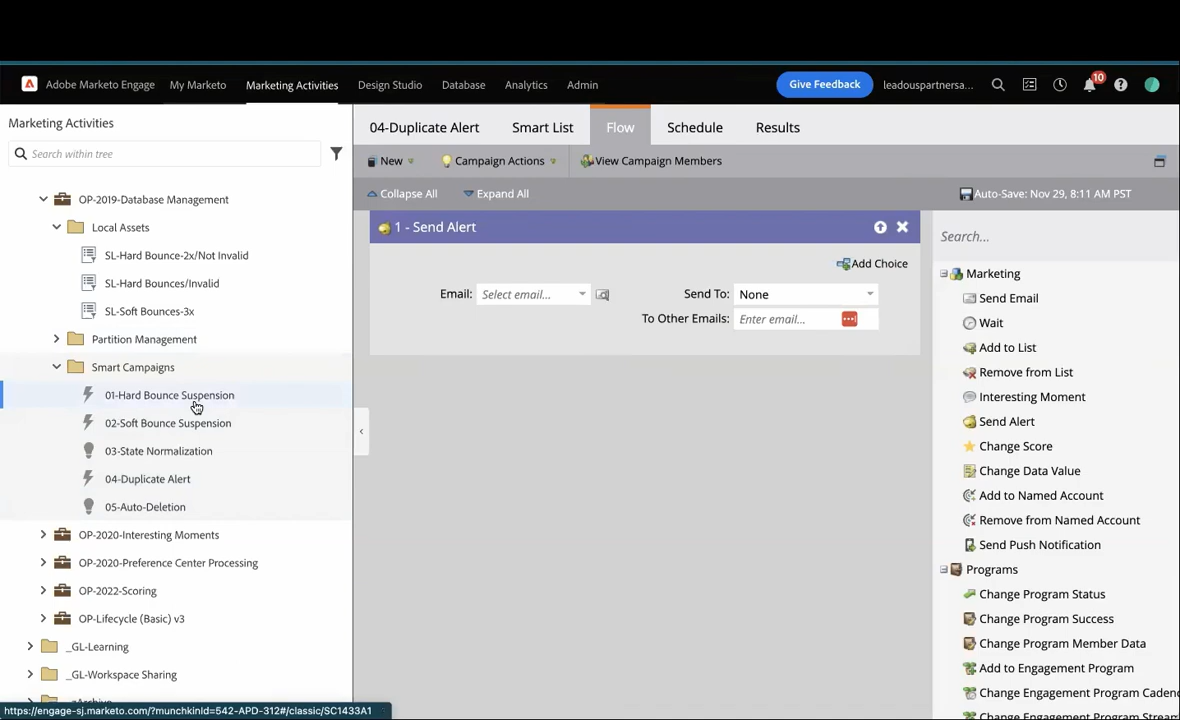 Adobe Marketo Engage My Marketo Marketing Activities Design Studio Database Analytics Admin Give Feedback leadouspartnersa... 10
Marketing Activities
Search within tree
OP-2019-Database Management
Local Assets
SL-Hard Bounce-2x/Not Invalid
SL-Hard Bounces/Invalid
SL-Soft Bounces-3x
Partition Management
Smart Campaigns
01-Hard Bounce Suspension
02-Soft Bounce Suspension
03-State Normalization
04-Duplicate Alert
05-Auto-Deletion
OP-2020-Interesting Moments
OP-2020-Preference Center Processing
OP-2022-Scoring
OP-Lifecycle (Basic) v3
_GL-Learning
_GL-Workspace Sharing
https://engage-sj.marketo.com/?munchkinId=542-APD-312#/classic/SC1433A1
04-Duplicate Alert Smart List Flow Schedule Results
New Campaign Actions View Campaign Members
Collapse All Expand All Auto-Save: Nov 29, 8:11 AM PST
1 - Send Alert
Add Choice
Email: Select email... Send To: None
To Other Emails: Enter email...
Search...
Marketing
Send Email
Wait
Add to List
Remove from List
Interesting Moment
Send Alert
Change Score
Change Data Value
Add to Named Account
Remove from Named Account
Send Push Notification
Programs
Change Program Status
Change Program Success
Change Program Member Data
Add to Engagement Program
Change Engagement Program Cadenc
Change Engagement Program Stream